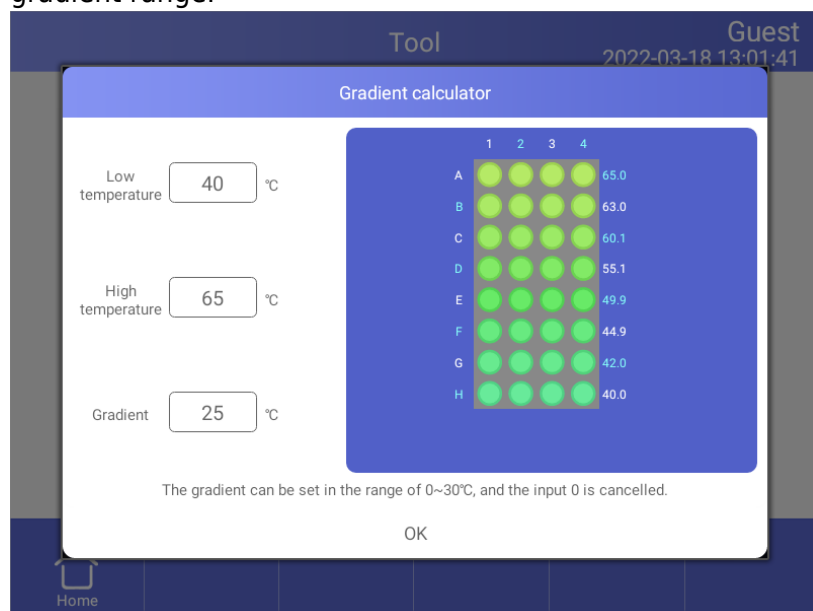 gradient range.
Tool
Guest
2022-03-18 13:01:41
Gradient calculator
Low temperature 40 ℃
High temperature 65 ℃
Gradient 25 ℃
1 2 3 4
A 65.0
B 63.0
C 60.1
D 55.1
E 49.9
F 44.9
G 42.0
H 40.0
The gradient can be set in the range of 0~30℃, and the input 0 is cancelled.
OK
Home